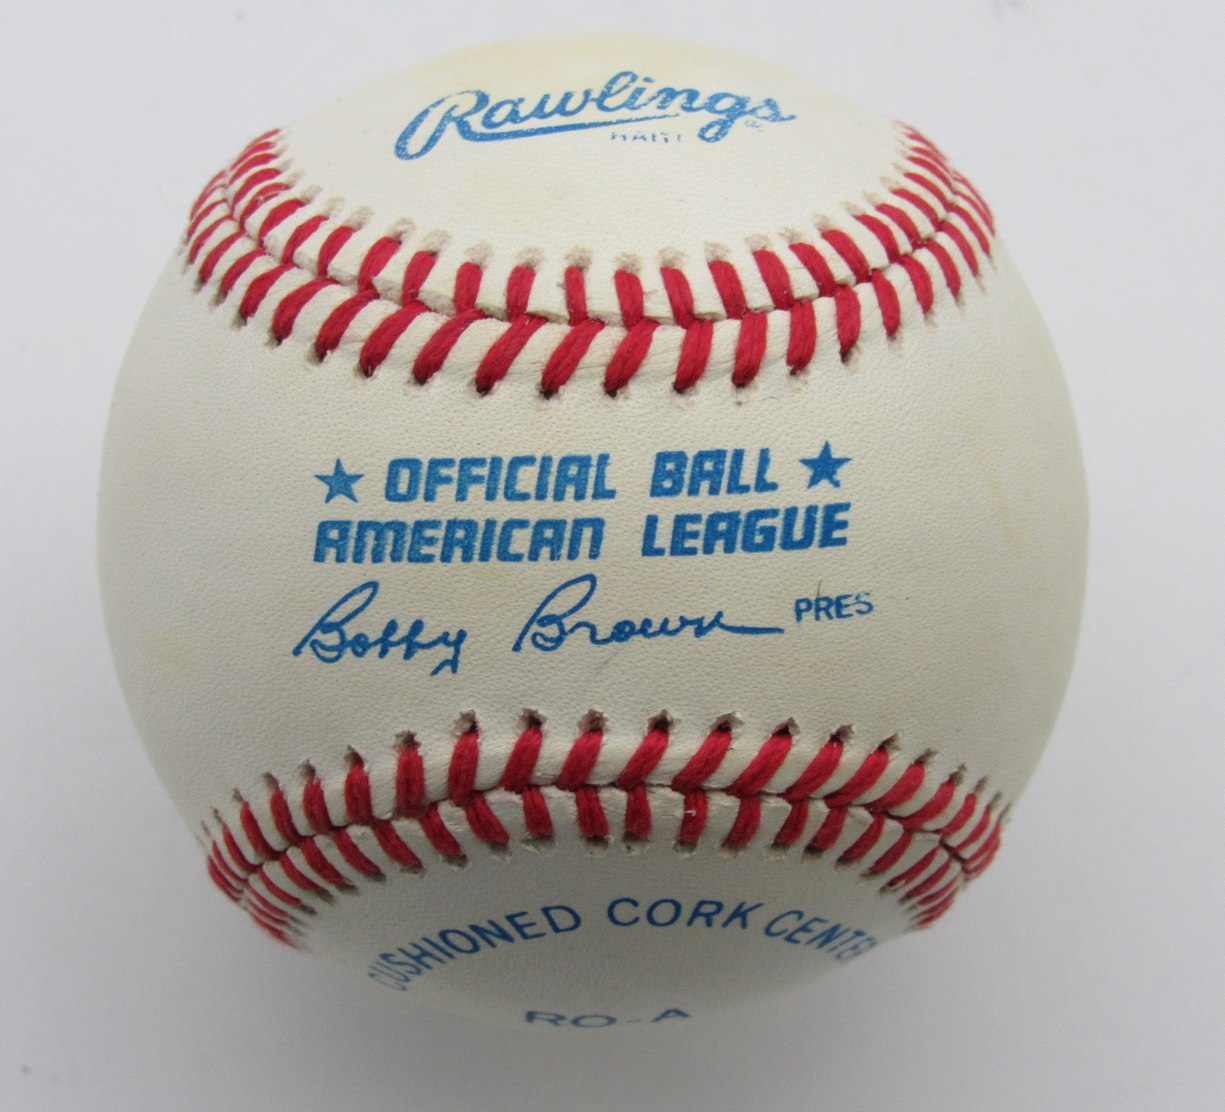 Rawlings
HAITI
★ OFFICIAL BALL ★
AMERICAN LEAGUE
Bobby Brown PRES
CUSHIONED CORK CENTER
RO-A